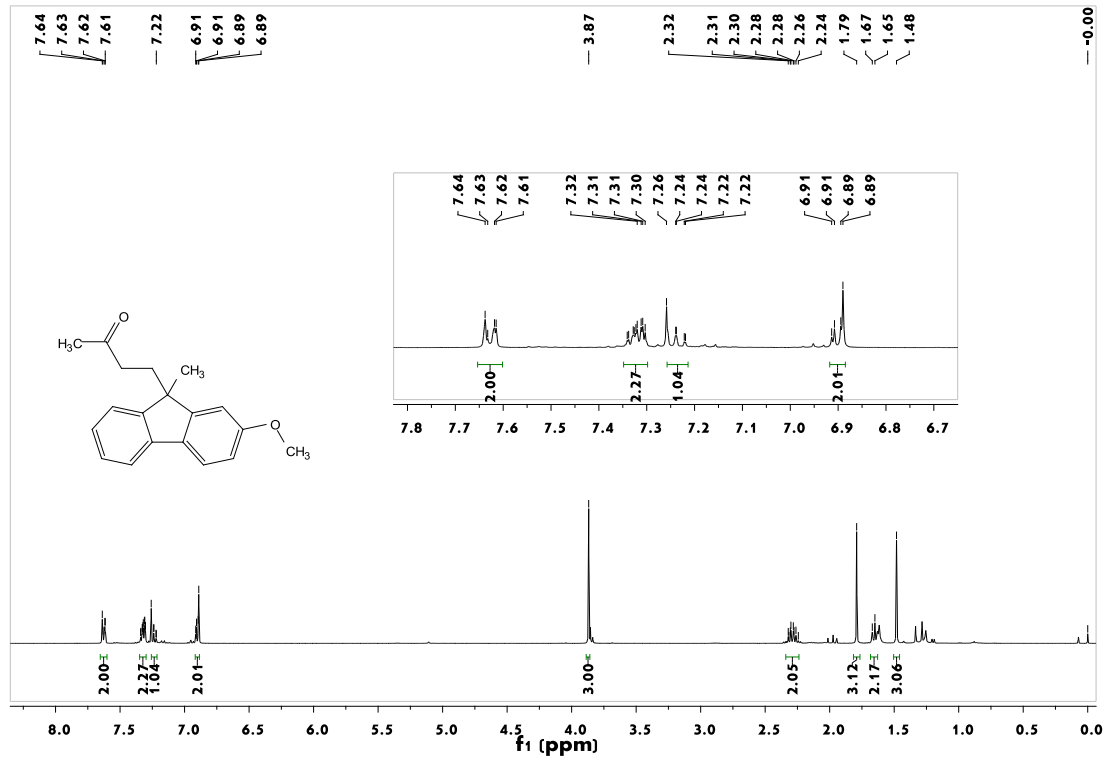 7.64 7.63 7.62 7.61 7.22 6.91 6.91 6.89 6.89 3.87 2.32 2.31 2.30 2.28 2.28 2.26 2.24 1.79 1.67 1.65 1.48 -0.00
7.64 7.63 7.62 7.61 7.32 7.31 7.31 7.30 7.26 7.24 7.24 7.22 7.22 6.91 6.91 6.89 6.89
2.00 2.27 1.04 2.01
7.8 7.7 7.6 7.5 7.4 7.3 7.2 7.1 7.0 6.9 6.8 6.7
O
H3C
CH3
O
CH3
2.00 2.27 1.04 2.01 3.00 2.05 3.12 2.17 3.06
8.0 7.5 7.0 6.5 6.0 5.5 5.0 4.5 4.0 3.5 3.0 2.5 2.0 1.5 1.0 0.5 0.0
f1 (ppm)